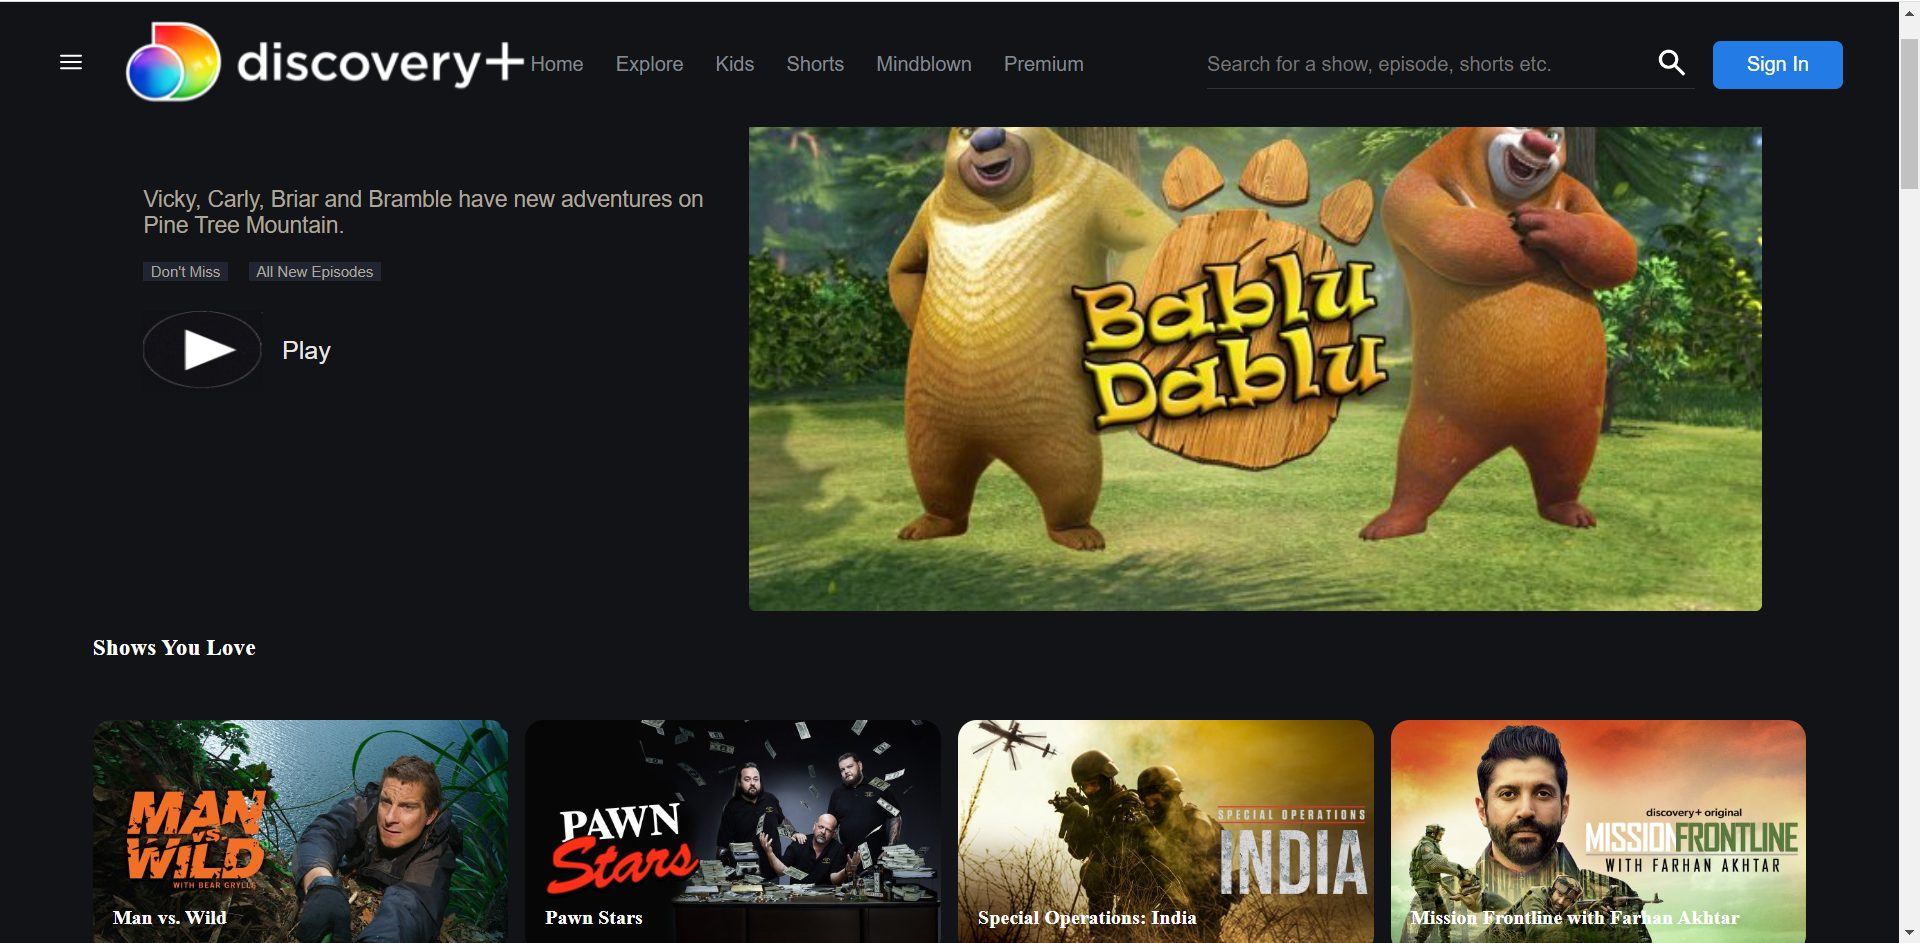 discovery+
Home Explore Kids Shorts Mindblown Premium
Search for a show, episode, shorts etc.
Sign In
Vicky, Carly, Briar and Bramble have new adventures on
Pine Tree Mountain.
Don't Miss All New Episodes
Play
Bablu
Dablu
Shows You Love
MAN
VS.
WILD
WITH BEAR GRYLLS
Man vs. Wild
PAWN
Stars
Pawn Stars
SPECIAL OPERATIONS
INDIA
Special Operations: India
discovery+ original
MISSION FRONTLINE
WITH FARHAN AKHTAR
Mission Frontline with Farhan Akhtar